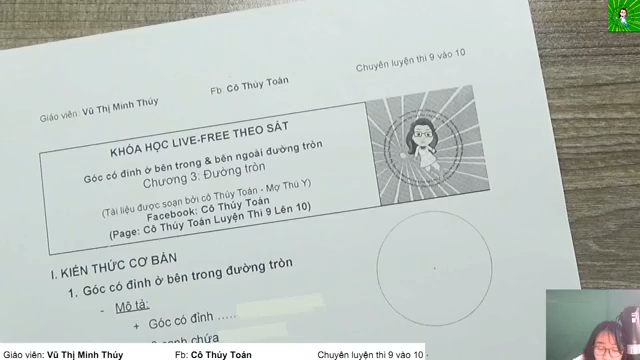 Giáo viên: Vũ Thị Minh Thúy Fb: Cô Thúy Toán Chuyên luyện thi 9 vào 10
KHÓA HỌC LIVE-FREE THEO SÁT
Góc có đỉnh ở bên trong & bên ngoài đường tròn
Chương 3: Đường tròn
(Tài liệu được soạn bởi cô Thúy Toán - Mợ Thú Y)
Facebook: Cô Thúy Toán
(Page: Cô Thúy Toán Luyện Thi 9 Lên 10)
I. KIẾN THỨC CƠ BẢN
1. Góc có đỉnh ở bên trong đường tròn
- Mô tả:
+ Góc có đỉnh .....
chứa
Giáo viên: Vũ Thị Minh Thúy Fb: Cô Thúy Toán Chuyên luyện thi 9 vào 10